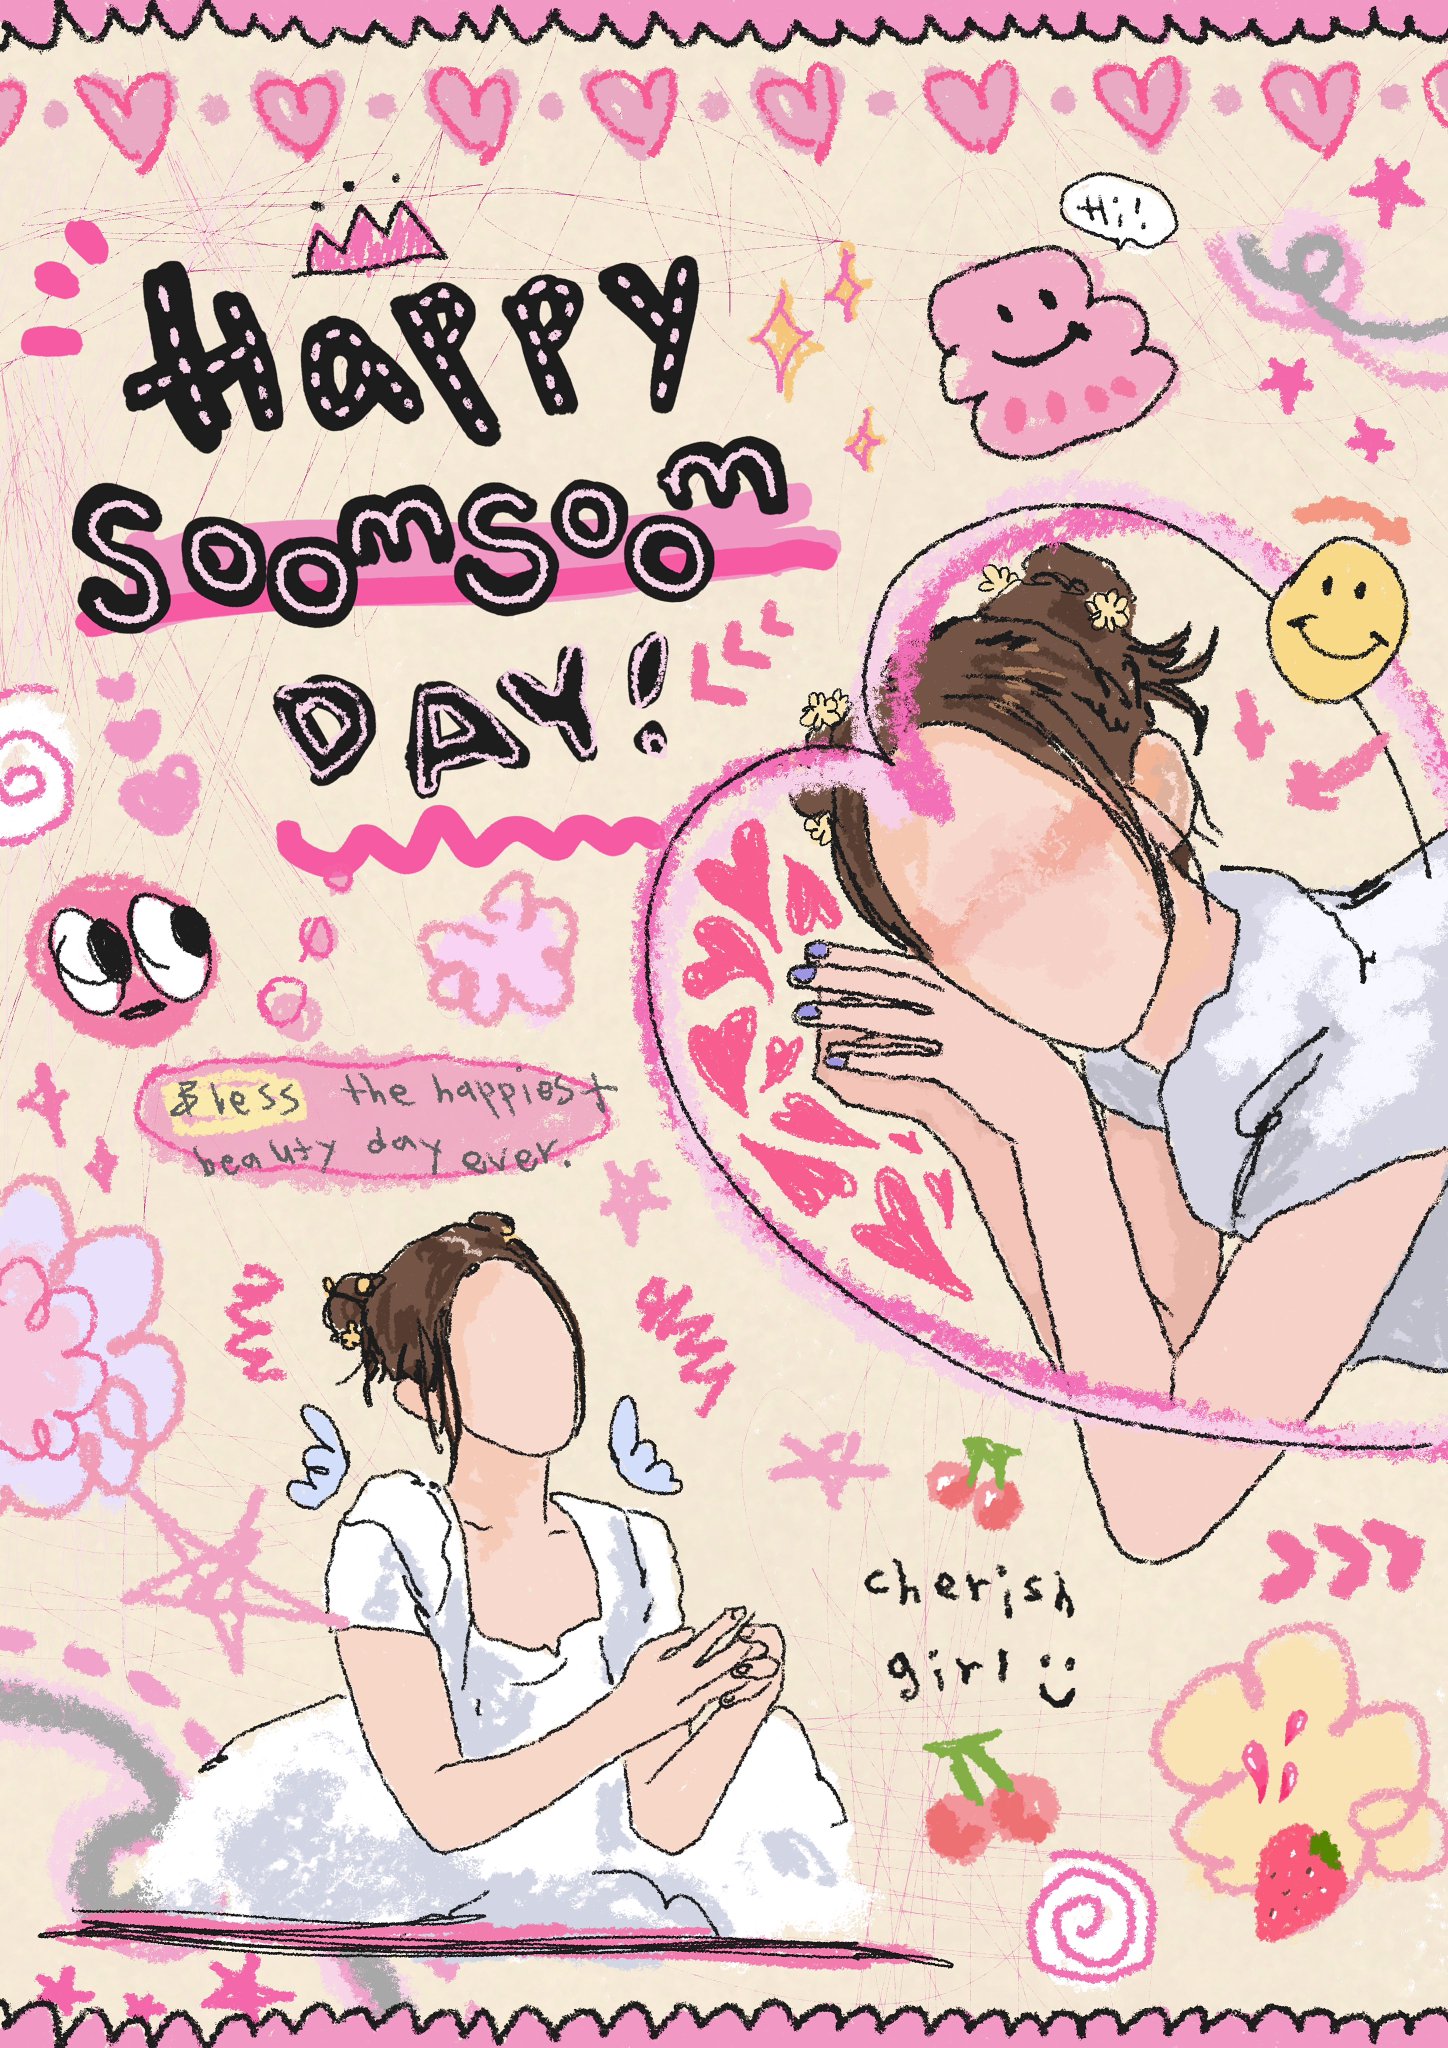 Hi!
Happy
SoomSoom
DAY!
Bless the happiest
beauty day ever.
cherish
girl